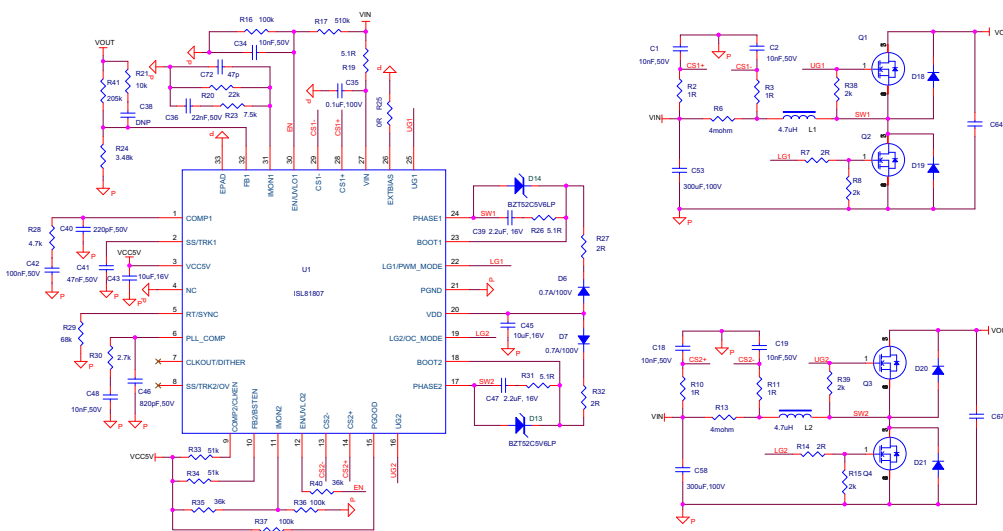 R16 100k
R17 510k
VIN
C34
10nF,50V
VOUT
R21
10k
R41
205k
C38
DNP
C72 47p
R20
22k
C36 22nF,50V R23 7.5k
5.1R
R19
C35
0.1uF,100V
R25
0R
R24
3.48k
EN
CS1-
CS1+
UG1
P
P
P
P
P
P
33
32
31
30
29
28
27
26
25
EPAD
FB1
IMON1
EN/UVLO1
CS1-
CS1+
VIN
EXTBIAS
UG1
U1
ISL81807
1 COMP1
2 SS/TRK1
3 VCC5V
4 NC
5 RT/SYNC
6 PLL_COMP
7 CLKOUT/DITHER
8 SS/TRK2/OV
PHASE1 24
BOOT1 23
LG1/PWM_MODE 22
PGND 21
VDD 20
LG2/OC_MODE 19
BOOT2 18
PHASE2 17
COMP2/CLKEN
FB2/BSTEN
IMON2
EN/UVLO2
CS2-
CS2+
PGOOD
UG2
9
10
11
12
13
14
15
16
R28
4.7k
C40 220pF,50V
C42
100nF,50V
C41
47nF,50V
VCC5V
C43 10uF,16V
P
P
P
P
R29
68k
P
R30 2.7k
C48
10nF,50V
C46
820pF,50V
P
P
D14
BZT52C5V6LP
SW1
C39 2.2uF, 16V
R26 5.1R
R27
2R
LG1
P
D6
0.7A/100V
C45
10uF,16V
P
D7
0.7A/100V
LG2
R31 5.1R
SW2
C47 2.2uF, 16V
R32
2R
D13
BZT52C5V6LP
CS2-
CS2+
UG2
VCC5V
R33 51k
R34 51k
R35 36k
R36 100k
R37 100k
R40 36k
EN
P
C1
10nF,50V
P
C2
10nF,50V
CS1+
CS1-
R2
1R
R3
1R
VIN
R6
4mohm
4.7uH L1
UG1
R38
2k
SW1
Q1
1
D18
C64
Q2
1
D19
LG1
R7 2R
R8
2k
C53
300uF,100V
P
C18
10nF,50V
P
C19
10nF,50V
CS2+
CS2-
R10
1R
R11
1R
VIN
R13
4mohm
4.7uH L2
UG2
R39
2k
SW2
Q3
1
D20
C67
LG2
R14 2R
R15
2k
Q4
1
D21
C58
300uF,100V
P